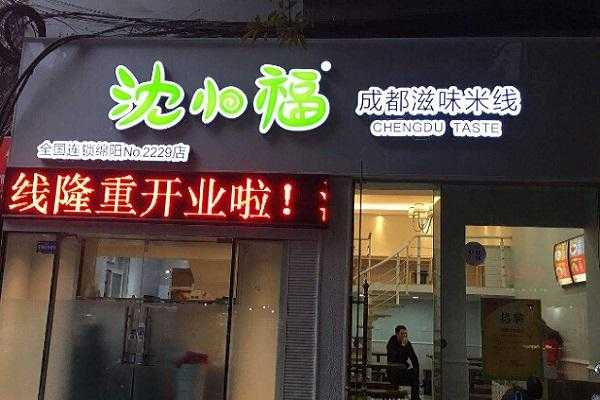 沈小福
成都滋味米线
CHENGDU TASTE
全国连锁绵阳No.2229店
线隆重开业啦！